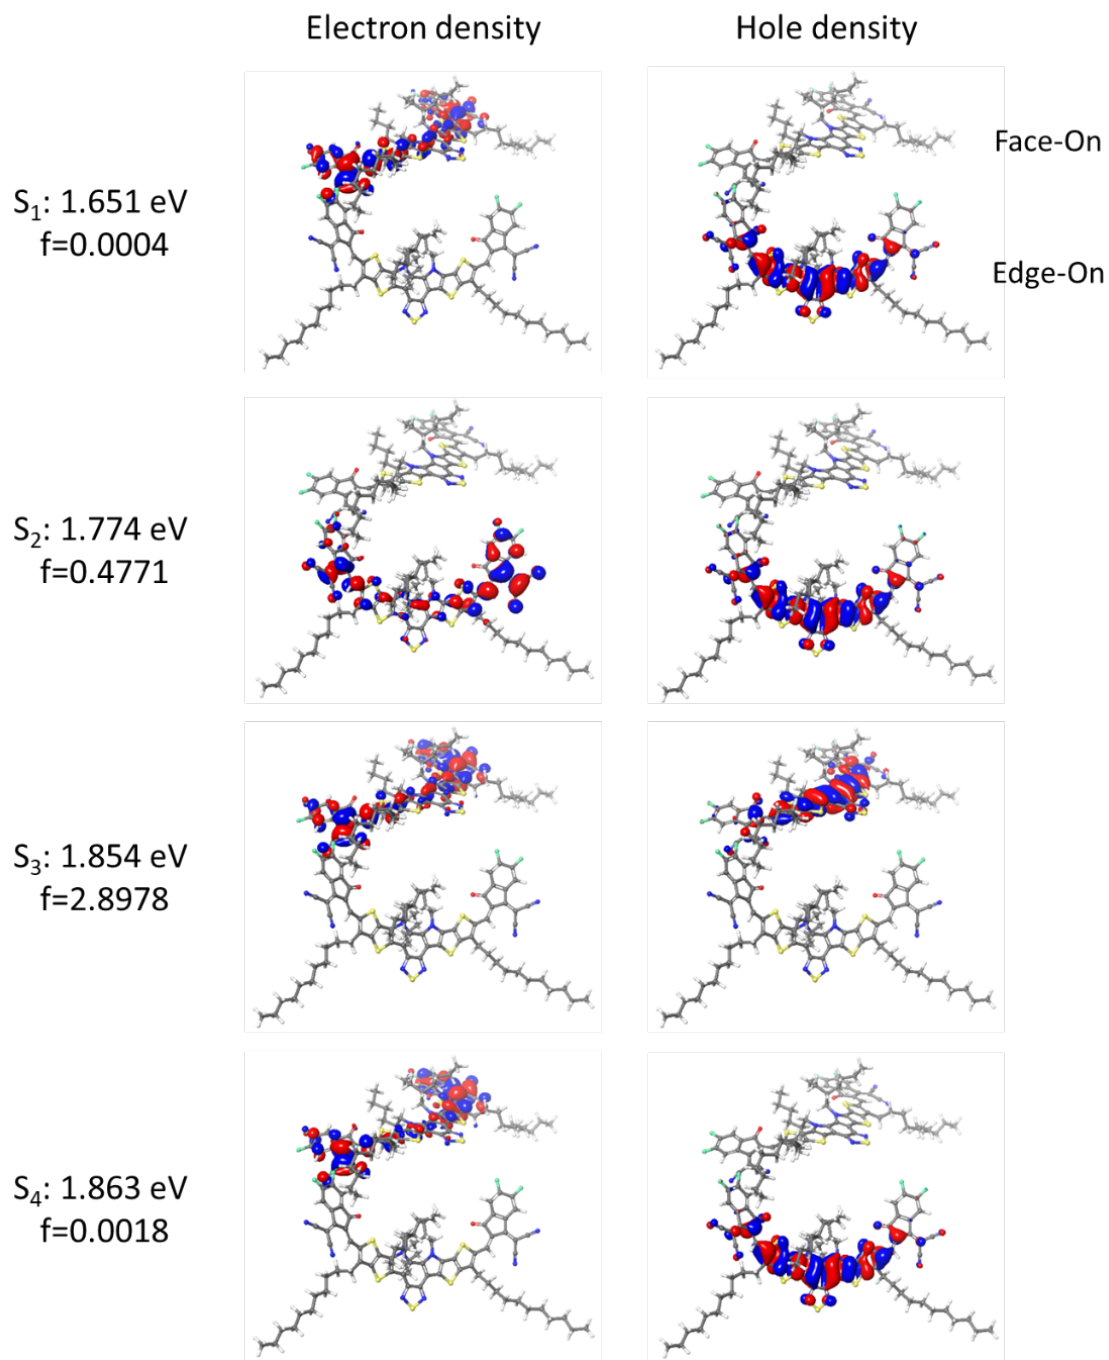 Electron density Hole density
Face-On
S₁: 1.651 eV
f=0.0004
Edge-On
S₂: 1.774 eV
f=0.4771
S₃: 1.854 eV
f=2.8978
S₄: 1.863 eV
f=0.0018